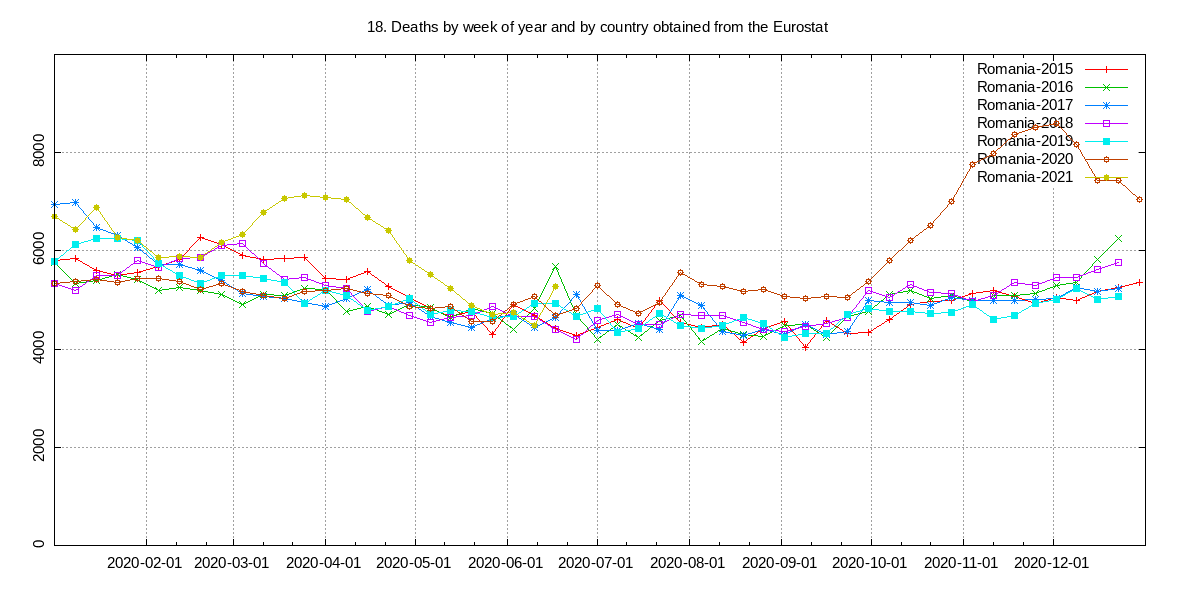 18. Deaths by week of year and by country obtained from the Eurostat
Romania-2015
Romania-2016
Romania-2017
Romania-2018
Romania-2019
Romania-2020
Romania-2021
8000
6000
4000
2000
0
2020-02-01 2020-03-01 2020-04-01 2020-05-01 2020-06-01 2020-07-01 2020-08-01 2020-09-01 2020-10-01 2020-11-01 2020-12-01